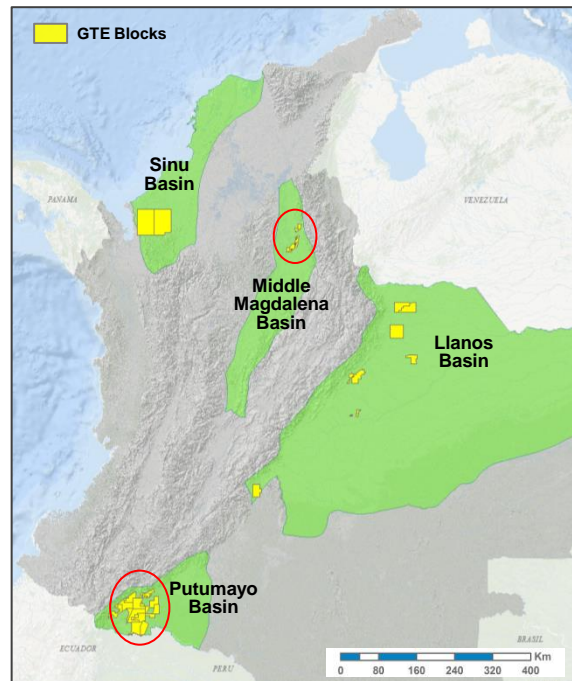 GTE Blocks
Sinu
Basin
PANAMA
VENEZUELA
Middle
Magdalena
Basin
Llanos
Basin
Putumayo
Basin
ECUADOR
PERU
BRASIL
Km
0 80 160 240 320 400